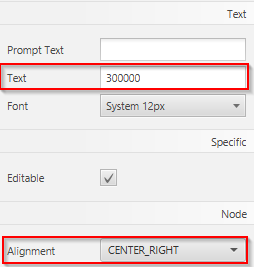 Text
Prompt Text
Text 300000
Font System 12px
Specific
Editable
Node
Alignment CENTER_RIGHT